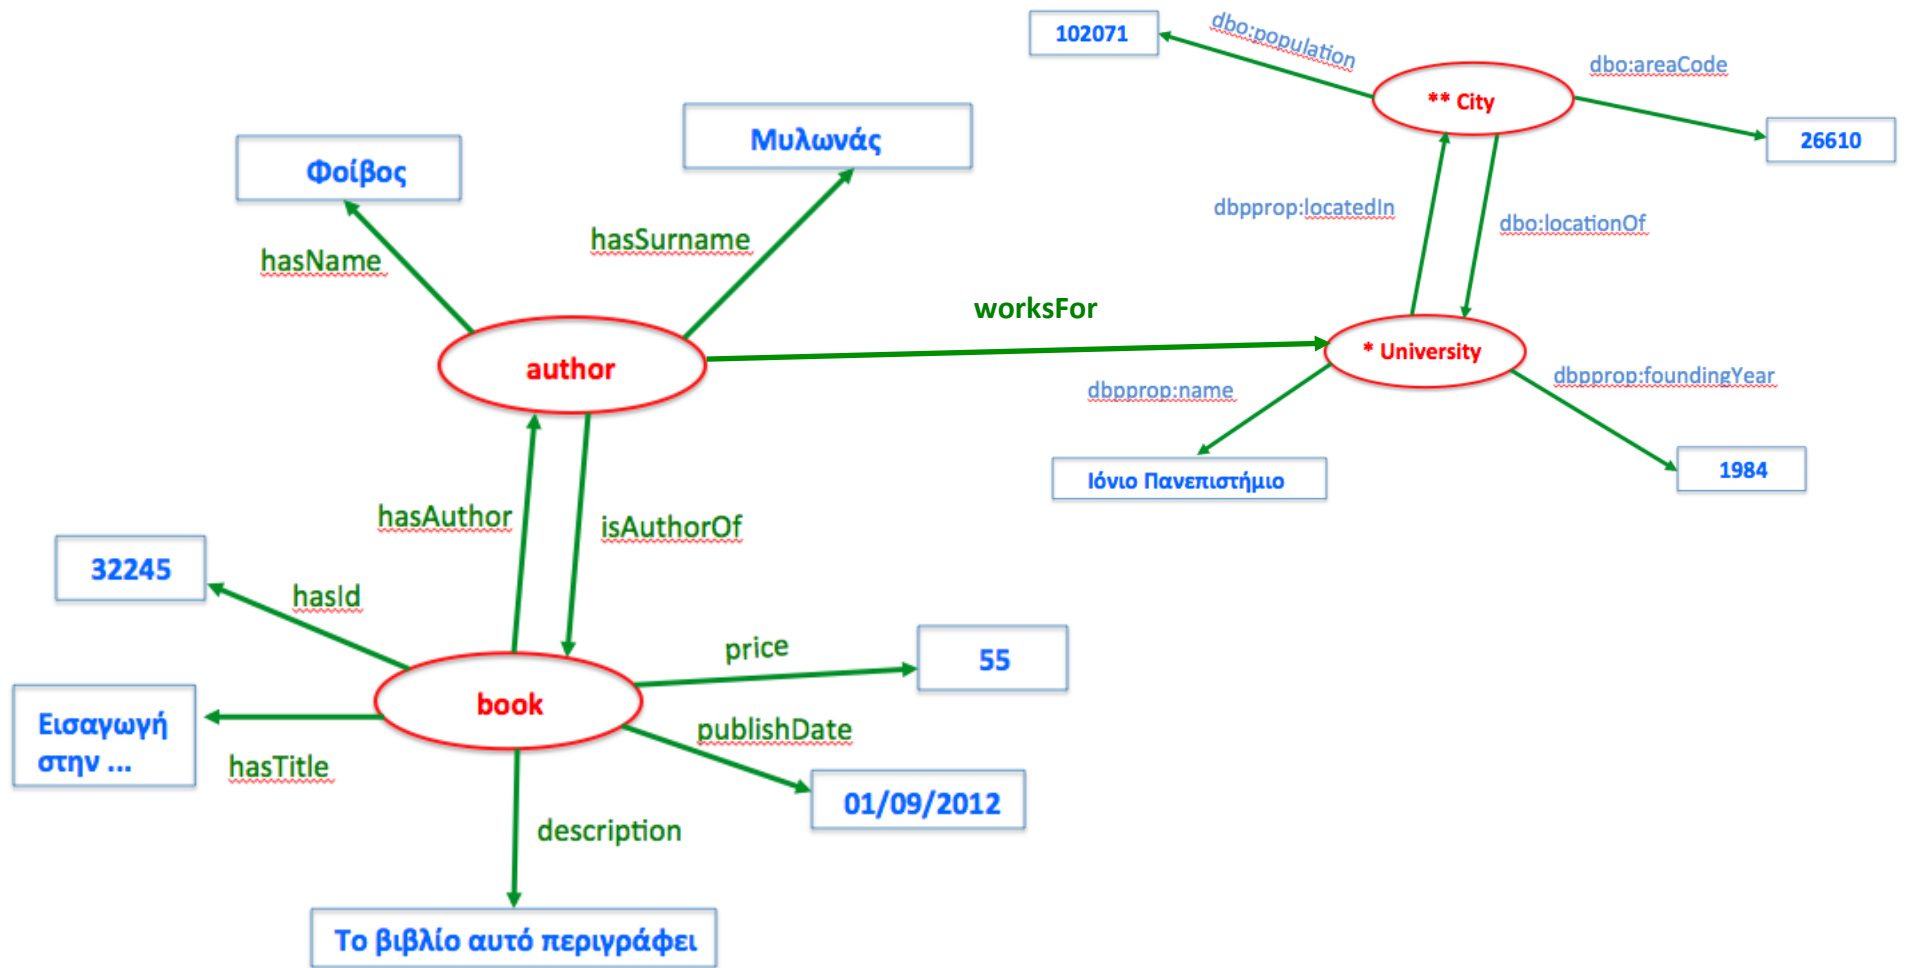 102071
dbo:population
dbo:areaCode
** City
26610
Φοίβος
Μυλωνάς
hasName
hasSurname
dbpprop:locatedIn
dbo:locationOf
worksFor
author
* University
dbpprop:name
dbpprop:foundingYear
Ιόνιο Πανεπιστήμιο
1984
hasAuthor
isAuthorOf
32245
hasId
price
55
book
Εισαγωγή
στην ...
hasTitle
publishDate
01/09/2012
description
Το βιβλίο αυτό περιγράφει